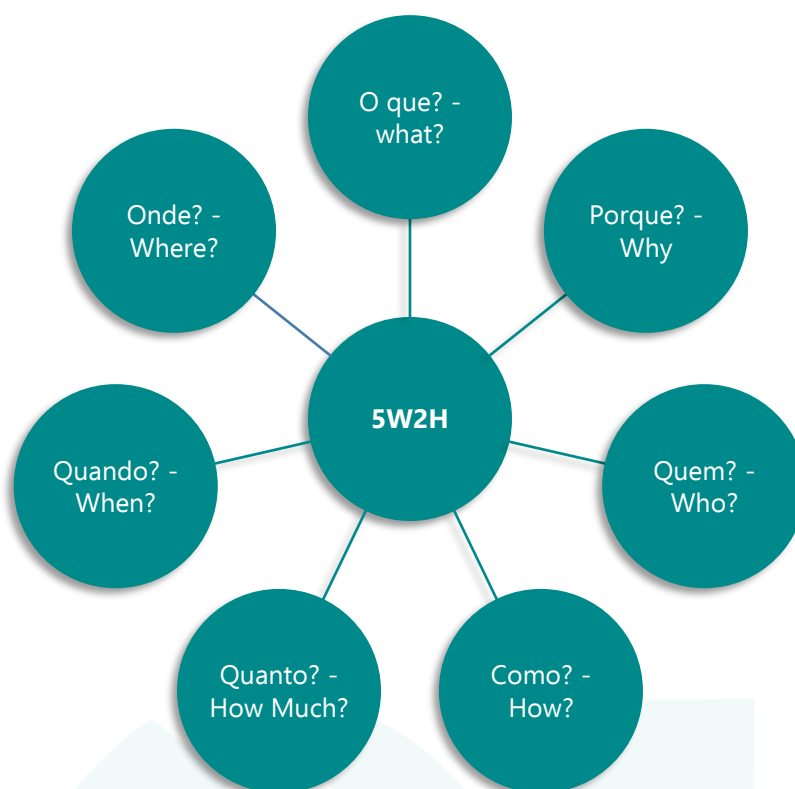 O que? -
what?
Porque? -
Why
Quem? -
Who?
Como? -
How?
Quanto? -
How Much?
Quando? -
When?
Onde? -
Where?
5W2H